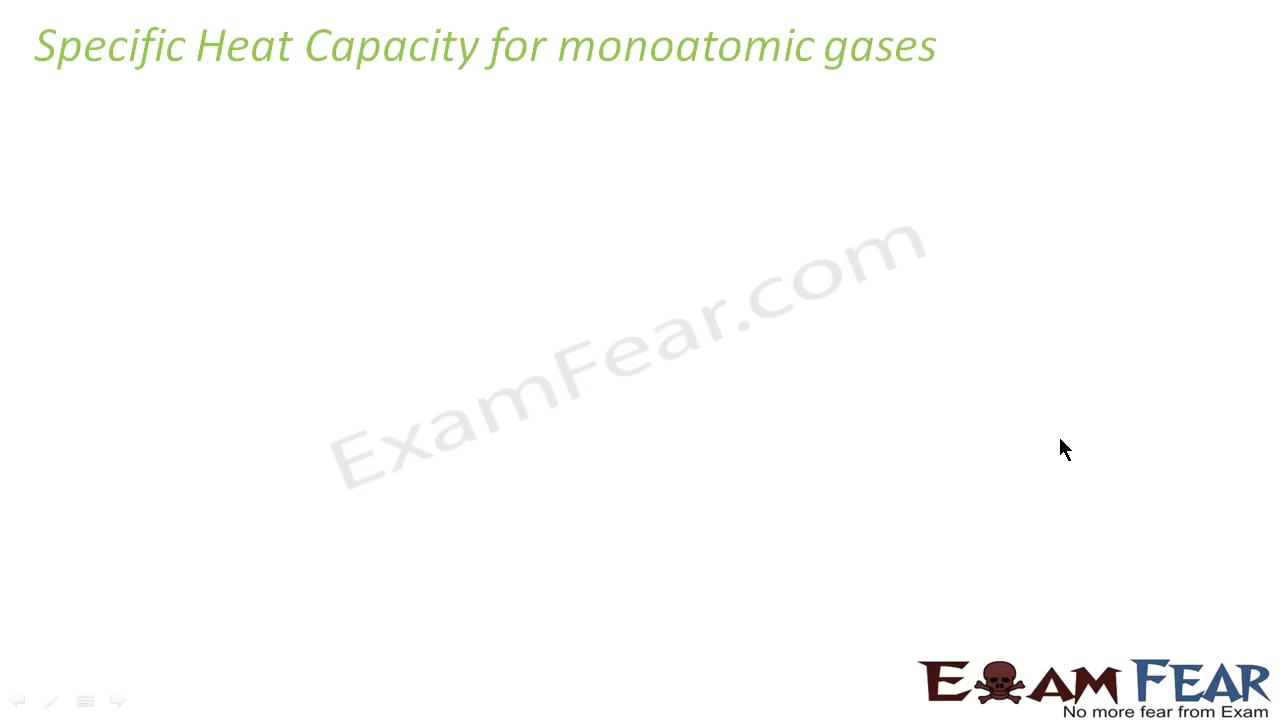 Specific Heat Capacity for monoatomic gases
ExamFear.com
EXAM FEAR
No more fear from Exam